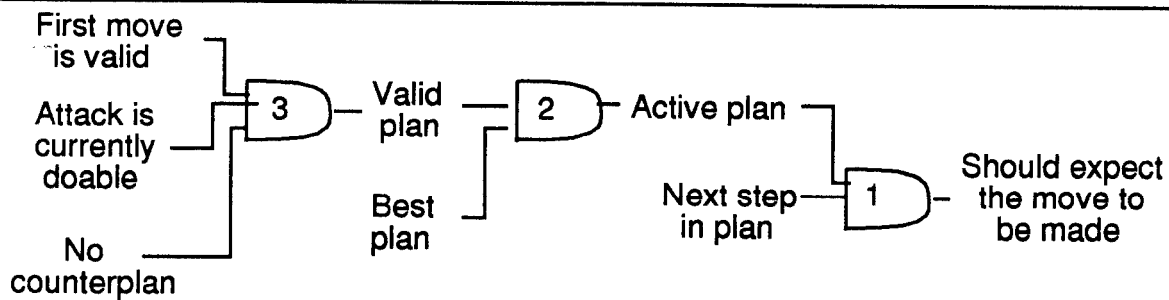 First move
is valid
Attack is
currently
doable
No
counterplan
3
Valid
plan
Best
plan
2
Active plan
Next step
in plan
1
Should expect
the move to
be made